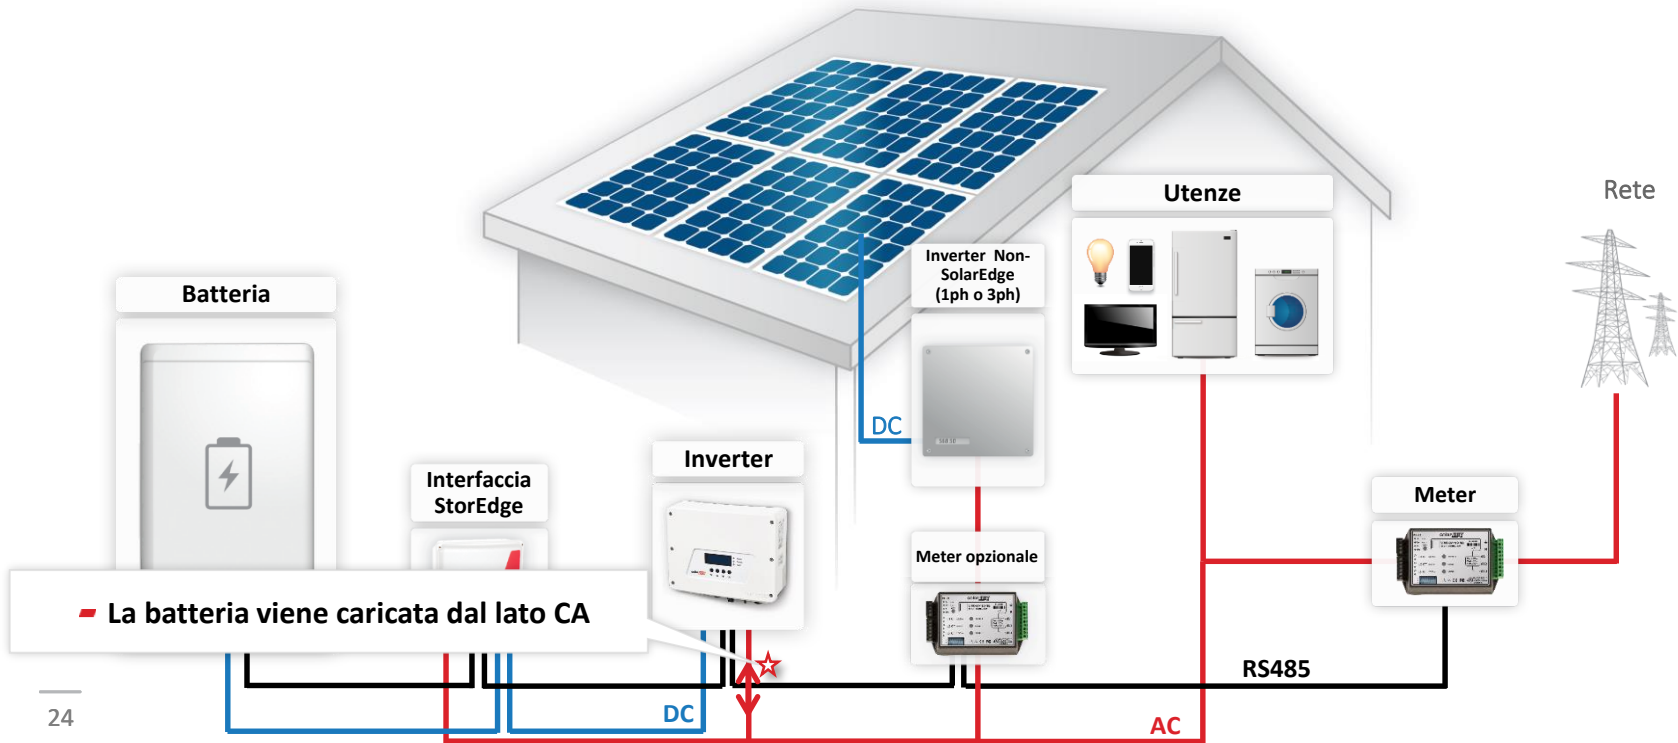 Utenze
Rete
Inverter Non-
SolarEdge
(1ph o 3ph)
Batteria
DC
Inverter
Interfaccia
StorEdge
Meter
Meter opzionale
- La batteria viene caricata dal lato CA
RS485
DC
AC
24